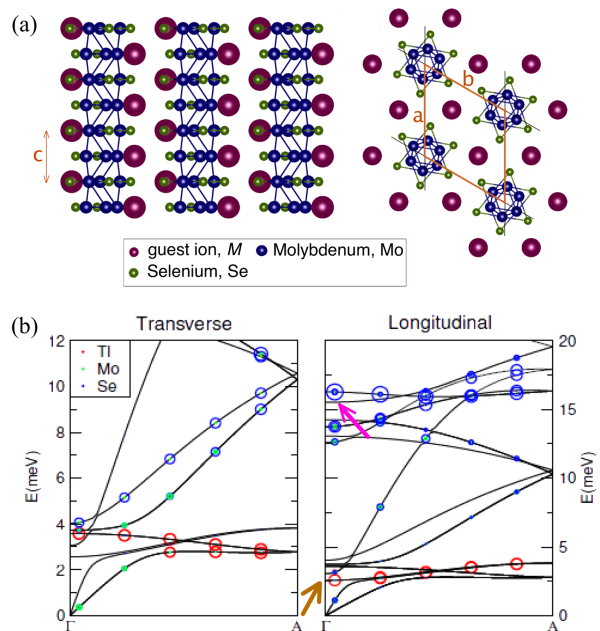 (a)
c
b
a
guest ion, M
Molybdenum, Mo
Selenium, Se
(b)
Transverse
Longitudinal
12
10
8
6
4
2
0
E(meV)
Tl
Mo
Se
Γ
A
20
15
10
5
0
E(meV)
Γ
A